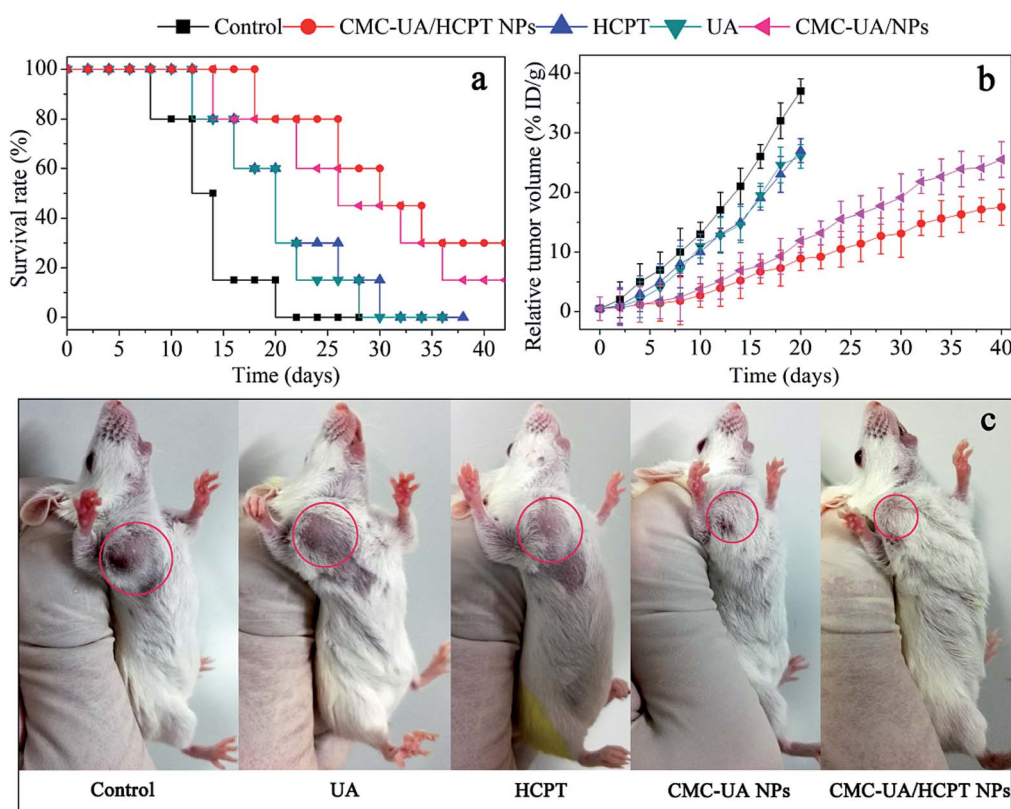 Control CMC-UA/HCPT NPs HCPT UA CMC-UA/NPs
a
Survival rate (%)
100
80
60
40
20
0
0 5 10 15 20 25 30 35 40
Time (days)
b
Relative tumor volume (% ID/g)
40
30
20
10
0
0 5 10 15 20 25 30 35 40
Time (days)
c
Control UA HCPT CMC-UA NPs CMC-UA/HCPT NPs